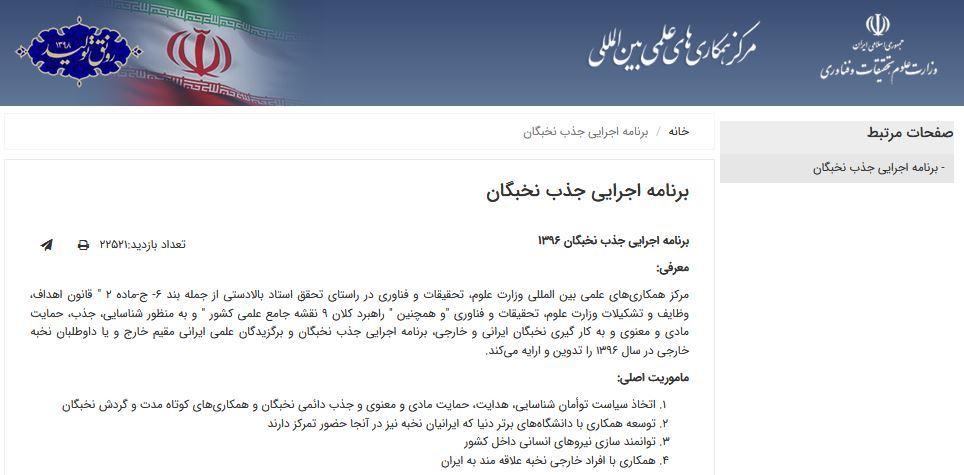 جمهوری اسلامی ایران
وزارت علوم تحقیقات و فناوری
مرکز همکاری های علمی بین المللی
رونق تولید
۱۳۹۸
صفحات مرتبط
- برنامه اجرایی جذب نخبگان
خانه / برنامه اجرایی جذب نخبگان
برنامه اجرایی جذب نخبگان
تعداد بازدید:۲۲۵۲۱
برنامه اجرایی جذب نخبگان ۱۳۹۶
معرفی:
مرکز همکاری‌های علمی بین المللی وزارت علوم، تحقیقات و فناوری در راستای تحقق استاد بالادستی از جمله بند ۶- ج-ماده ۲ " قانون اهداف،
وظایف و تشکیلات وزارت علوم، تحقیقات و فناوری "و همچنین " راهبرد کلان ۹ نقشه جامع علمی کشور " و به منظور شناسایی، جذب، حمایت
مادی و معنوی و به کار گیری نخبگان ایرانی و خارجی، برنامه اجرایی جذب نخبگان و برگزیدگان علمی ایرانی مقیم خارج و یا داوطلبان نخبه
خارجی در سال ۱۳۹۶ را تدوین و ارایه می‌کند.
ماموریت اصلی:
۱. اتخاذ سیاست توأمان شناسایی، هدایت، حمایت مادی و معنوی و جذب دائمی نخبگان و همکاری‌های کوتاه مدت و گردش نخبگان
۲. توسعه همکاری با دانشگاه‌های برتر دنیا که ایرانیان نخبه نیز در آنجا حضور تمرکز دارند
۳. توانمند سازی نیروهای انسانی داخل کشور
۴. همکاری با افراد خارجی نخبه علاقه مند به ایران